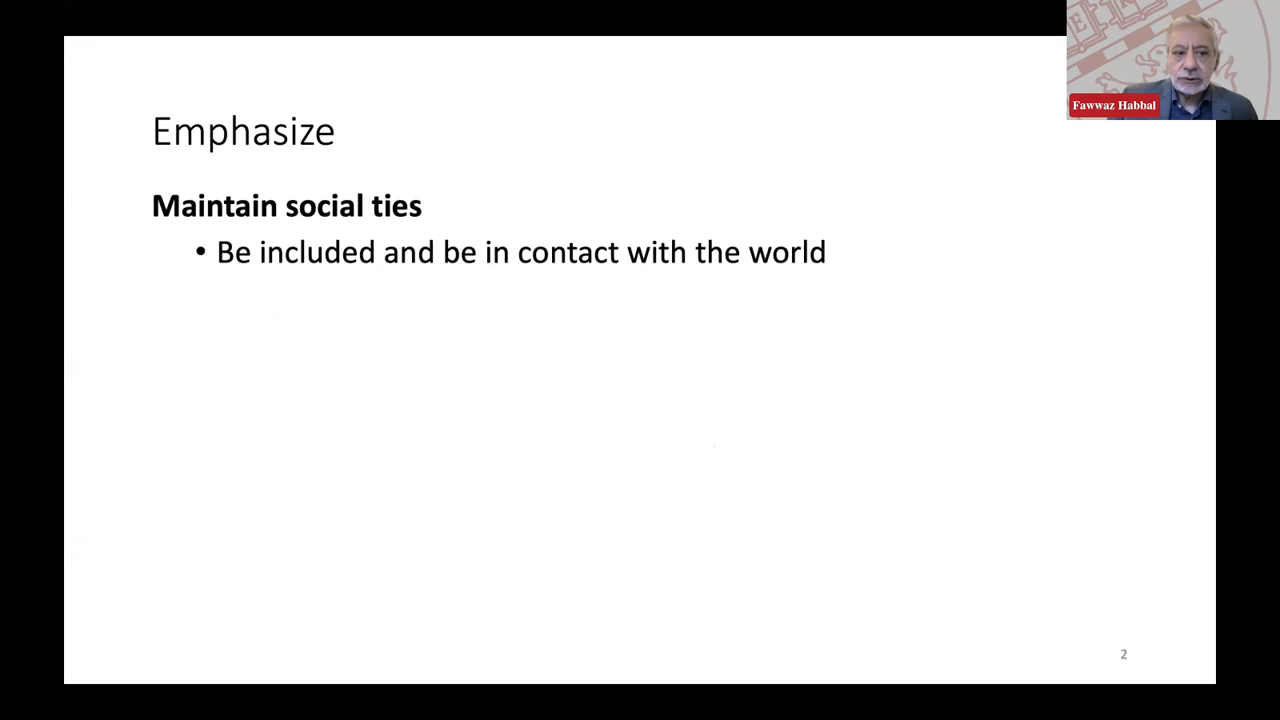 Fawwaz Habbal
Emphasize
Maintain social ties
• Be included and be in contact with the world
2